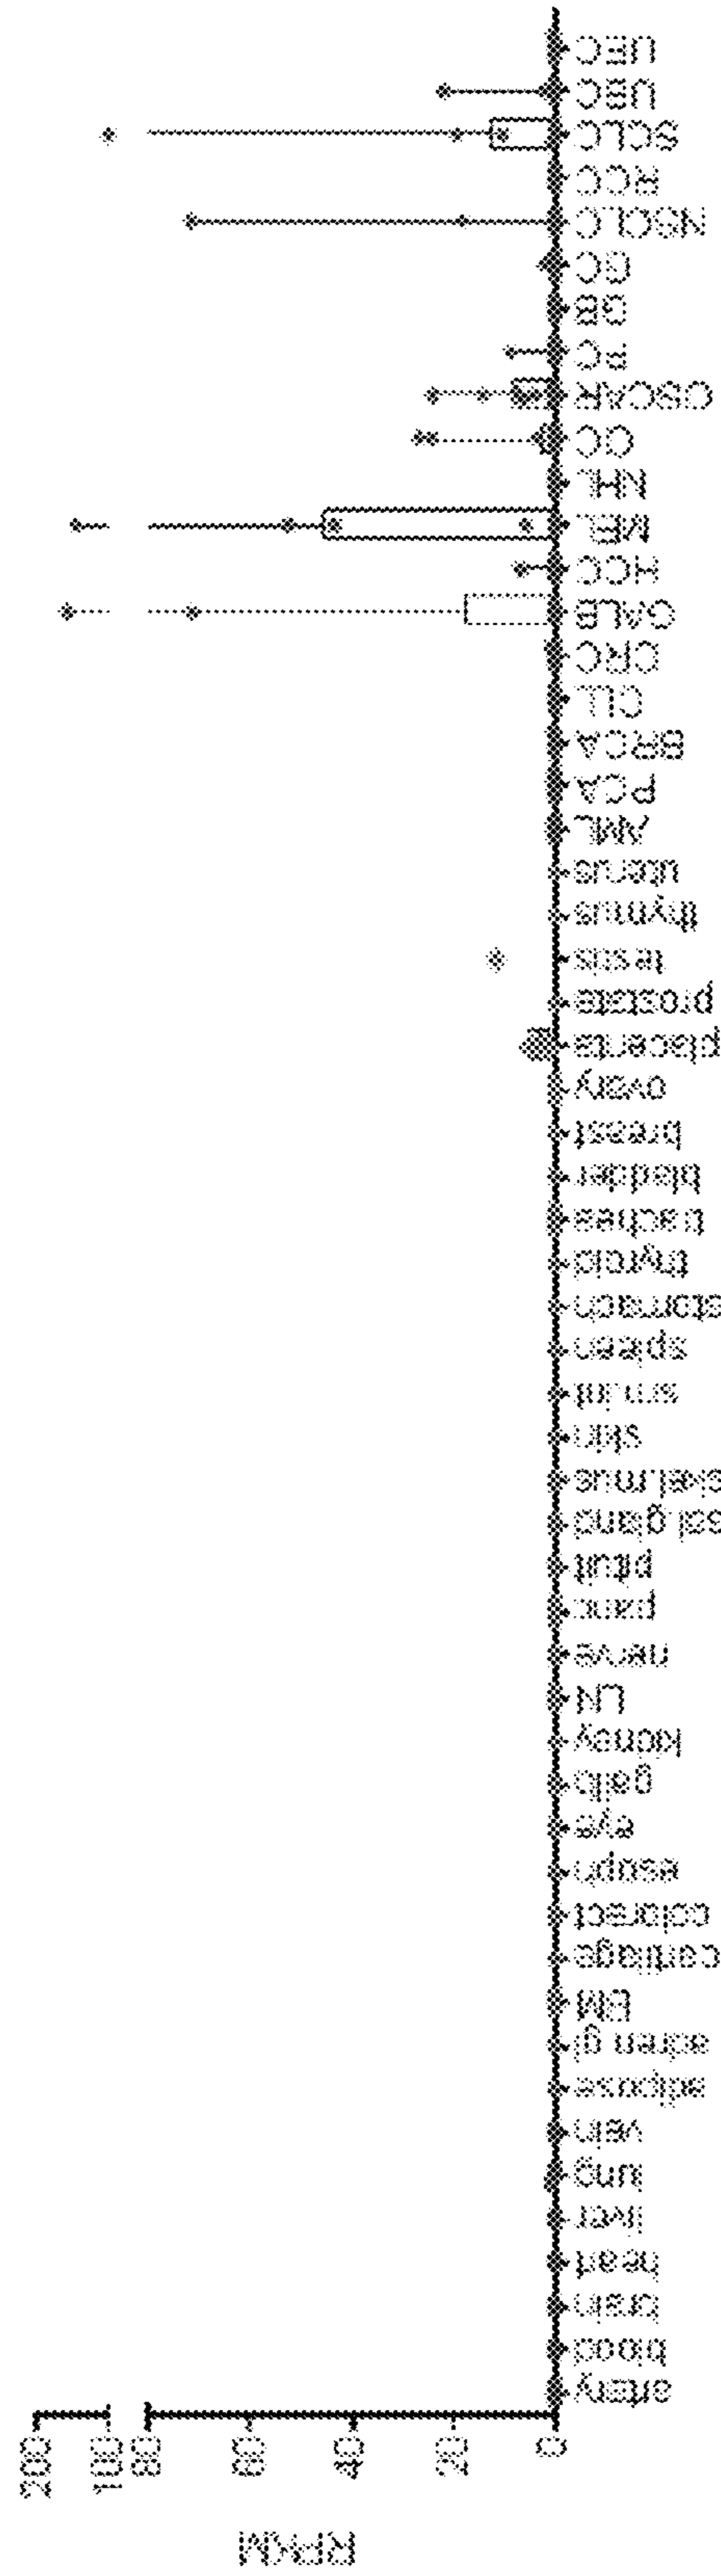 RPKM
200
100
80
60
40
20
0
artery
blood
brain
heart
liver
lung
vein
adipose
adren gl
BM
cartilage
colorect
esoph
eye
galb
kidney
LN
nerve
panc
pituit
sal.gland
skel.mus
skin
sm.int
spleen
stomach
thyroid
trachea
bladder
breast
ovary
placenta
prostate
testis
thymus
uterus
AML
PCA
BRCA
CLL
CRC
GALB
HCC
MEL
NHL
OC
OSCAR
PC
GB
GC
NSCLC
RCC
SCLC
UBC
UEC